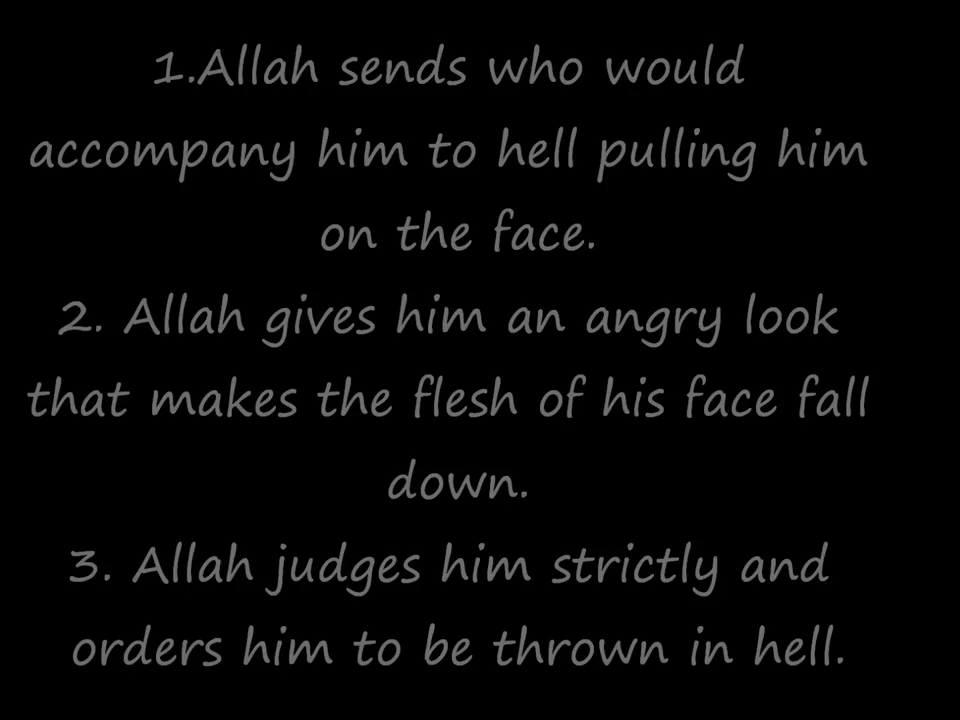 1.Allah sends who would
accompany him to hell pulling him
on the face.
2. Allah gives him an angry look
that makes the flesh of his face fall
down.
3. Allah judges him strictly and
orders him to be thrown in hell.